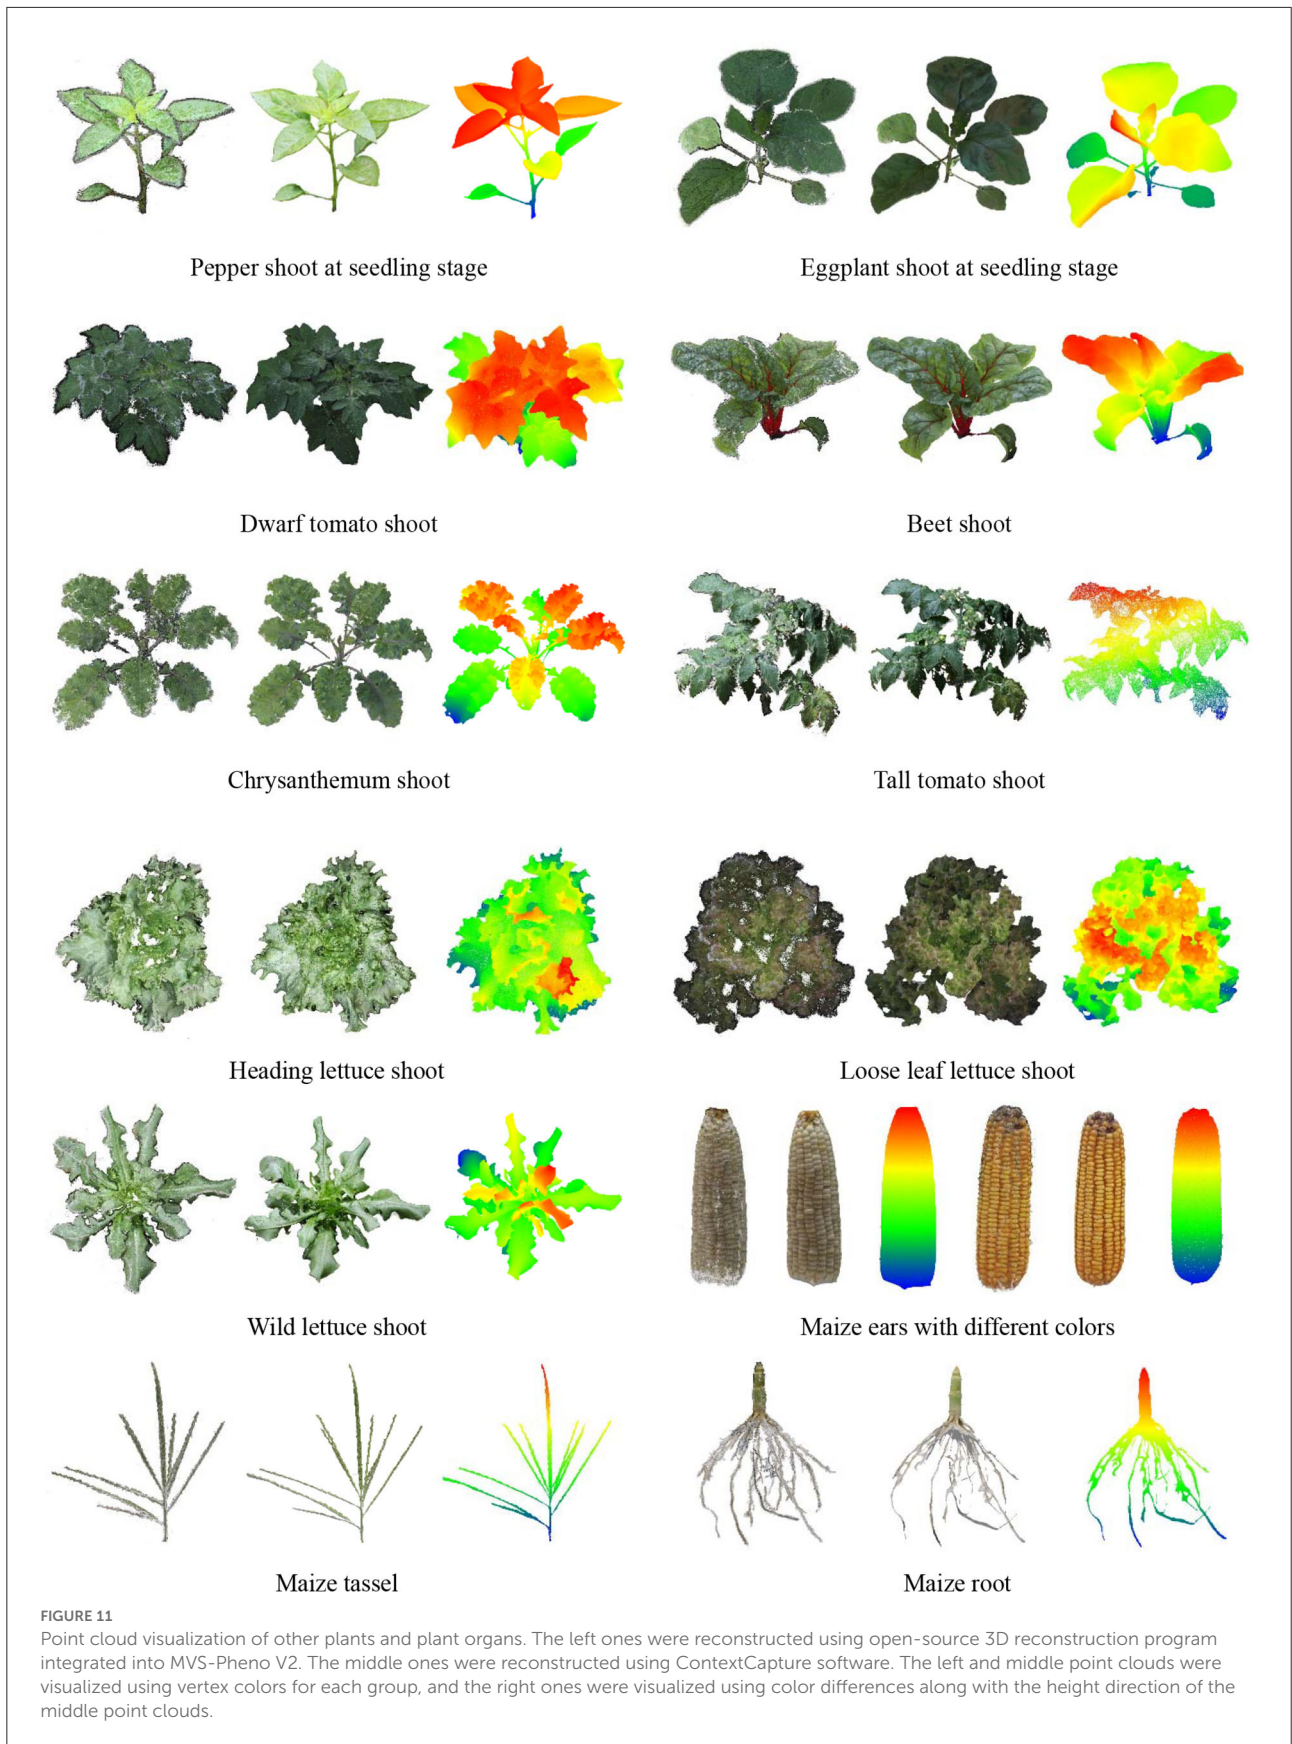 Pepper shoot at seedling stage
Eggplant shoot at seedling stage
Dwarf tomato shoot
Beet shoot
Chrysanthemum shoot
Tall tomato shoot
Heading lettuce shoot
Loose leaf lettuce shoot
Wild lettuce shoot
Maize ears with different colors
Maize tassel
Maize root
FIGURE 11
Point cloud visualization of other plants and plant organs. The left ones were reconstructed using open-source 3D reconstruction program
integrated into MVS-Pheno V2. The middle ones were reconstructed using ContextCapture software. The left and middle point clouds were
visualized using vertex colors for each group, and the right ones were visualized using color differences along with the height direction of the
middle point clouds.